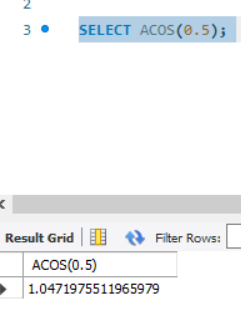 2
3 SELECT ACOS(0.5);
Result Grid Filter Rows:
ACOS(0.5)
1.0471975511965979